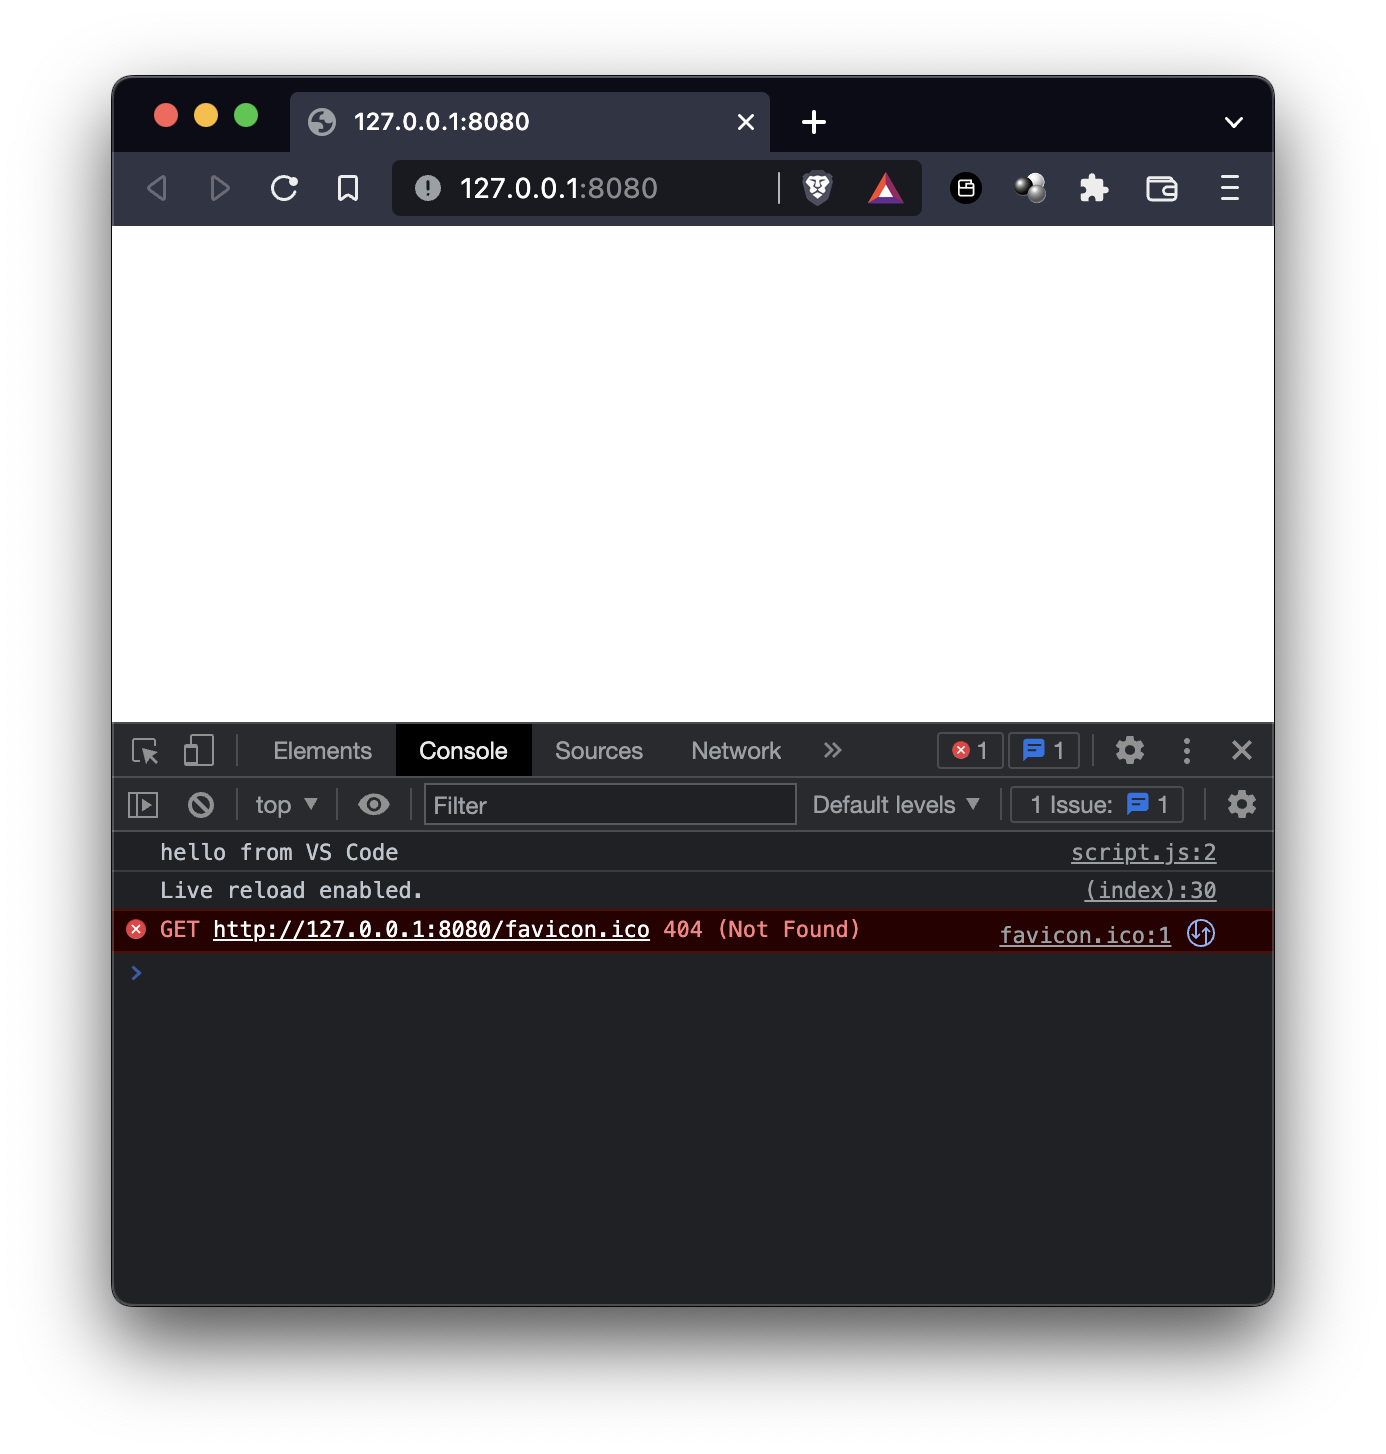 127.0.0.1:8080
127.0.0.1:8080
Elements Console Sources Network 1 1
top Filter Default levels 1 Issue: 1
hello from VS Code script.js:2
Live reload enabled. (index):30
GET http://127.0.0.1:8080/favicon.ico 404 (Not Found) favicon.ico:1